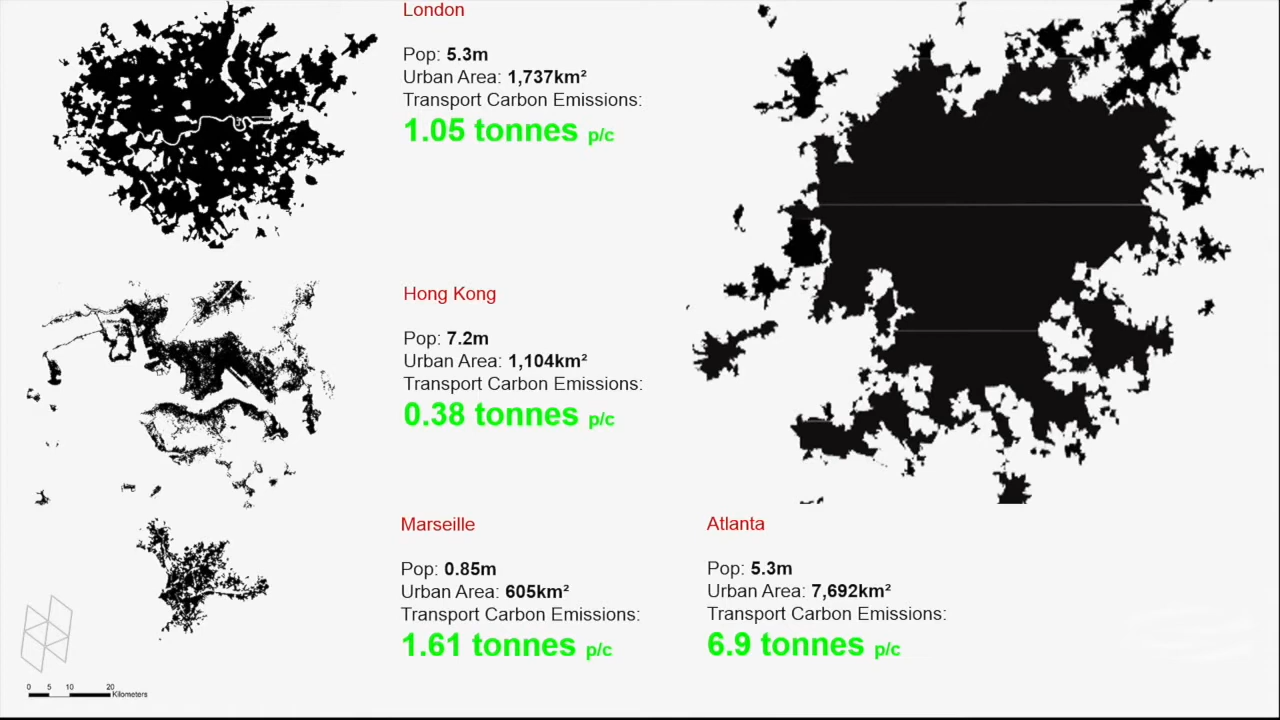 London
Pop: 5.3m
Urban Area: 1,737km²
Transport Carbon Emissions:
1.05 tonnes p/c
Hong Kong
Pop: 7.2m
Urban Area: 1,104km²
Transport Carbon Emissions:
0.38 tonnes p/c
Marseille
Pop: 0.85m
Urban Area: 605km²
Transport Carbon Emissions:
1.61 tonnes p/c
Atlanta
Pop: 5.3m
Urban Area: 7,692km²
Transport Carbon Emissions:
6.9 tonnes p/c
0 5 10 20
Kilometers